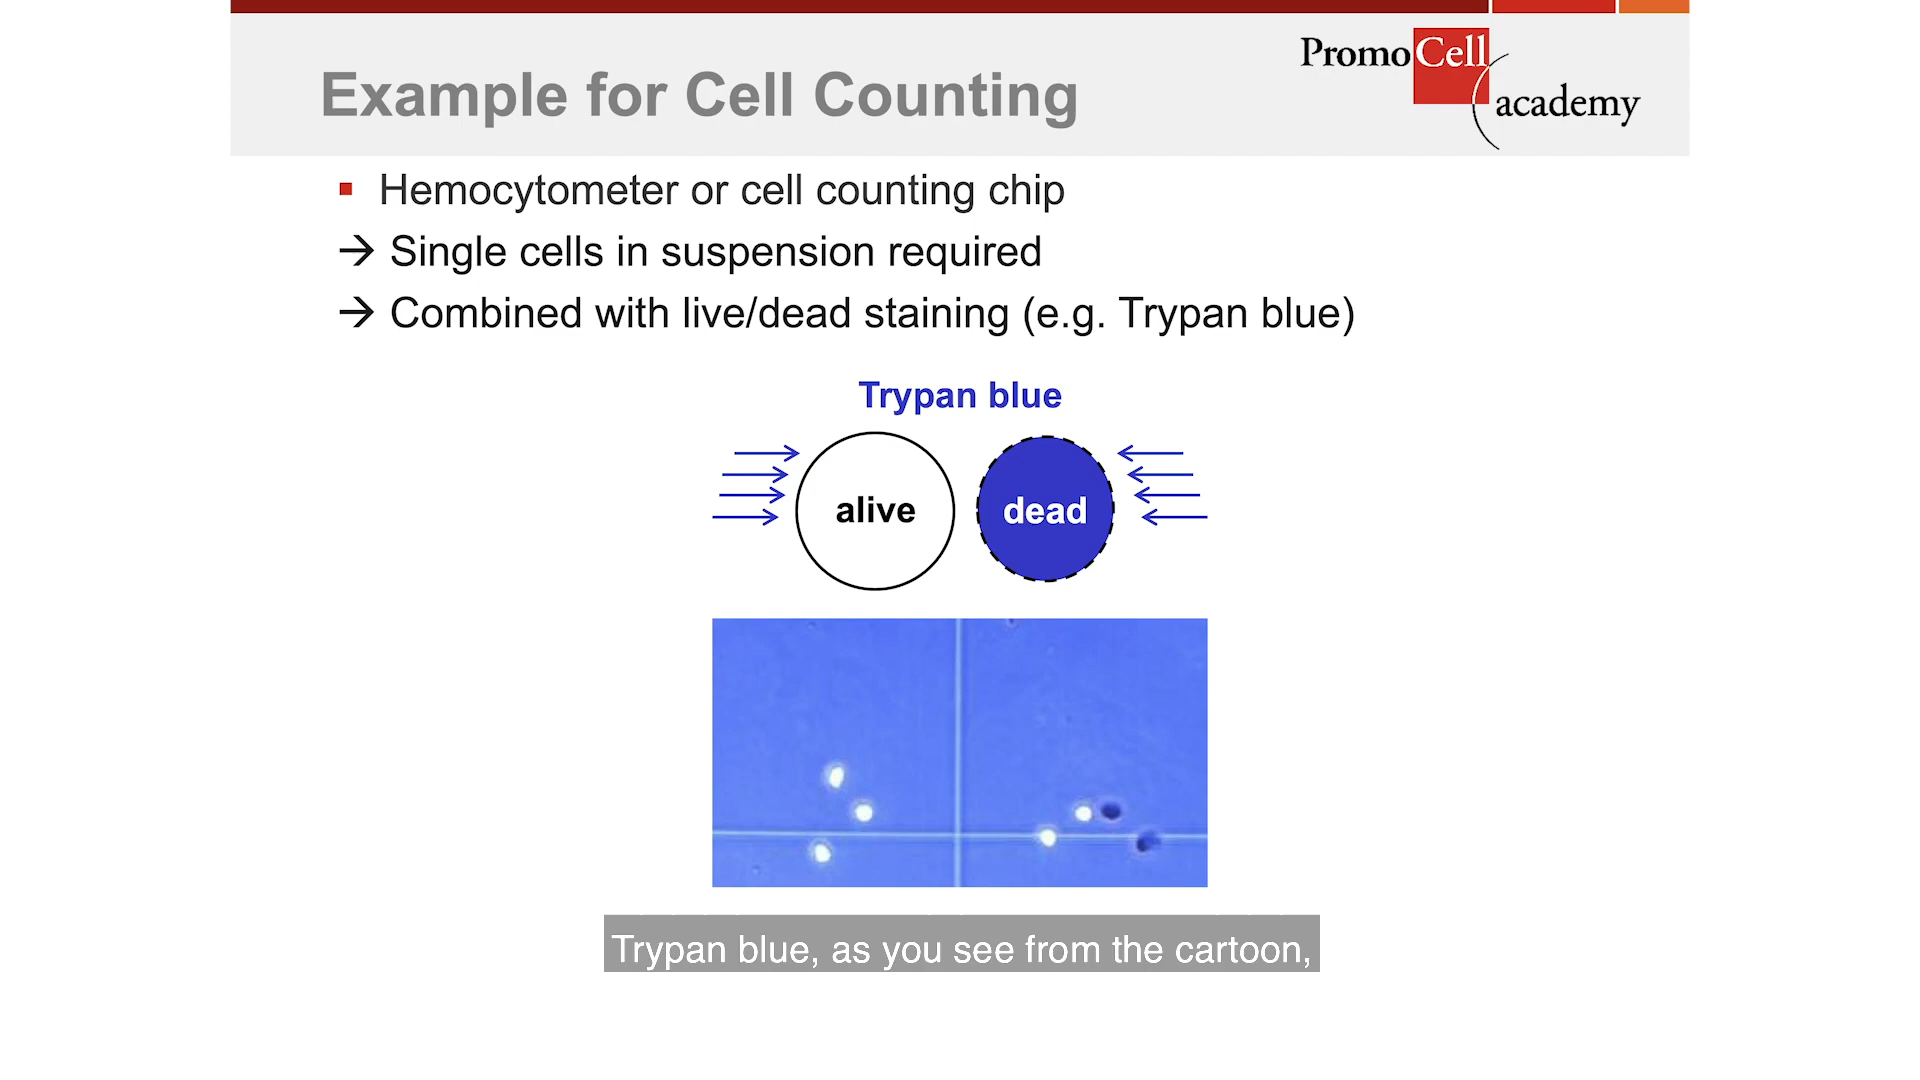 PromoCell
academy
Example for Cell Counting
Hemocytometer or cell counting chip
→ Single cells in suspension required
→ Combined with live/dead staining (e.g. Trypan blue)
Trypan blue
alive
dead
Trypan blue, as you see from the cartoon,